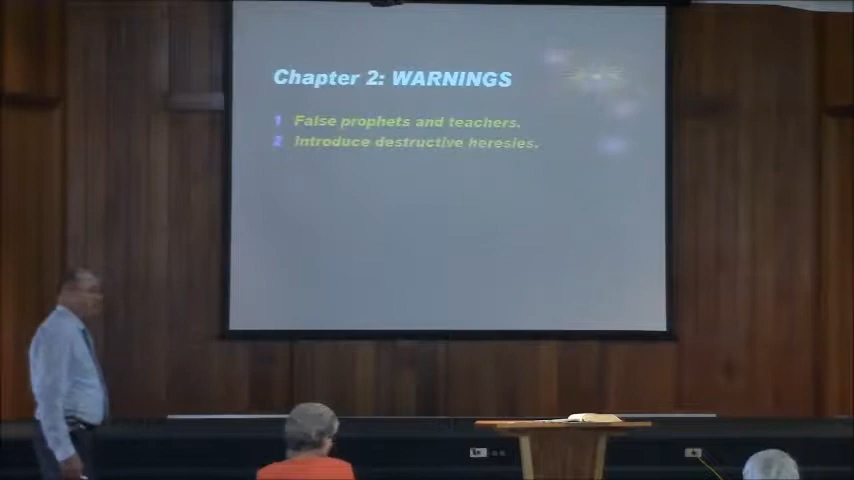 Chapter 2: WARNINGS
1 False prophets and teachers.
2 Introduce destructive heresies.